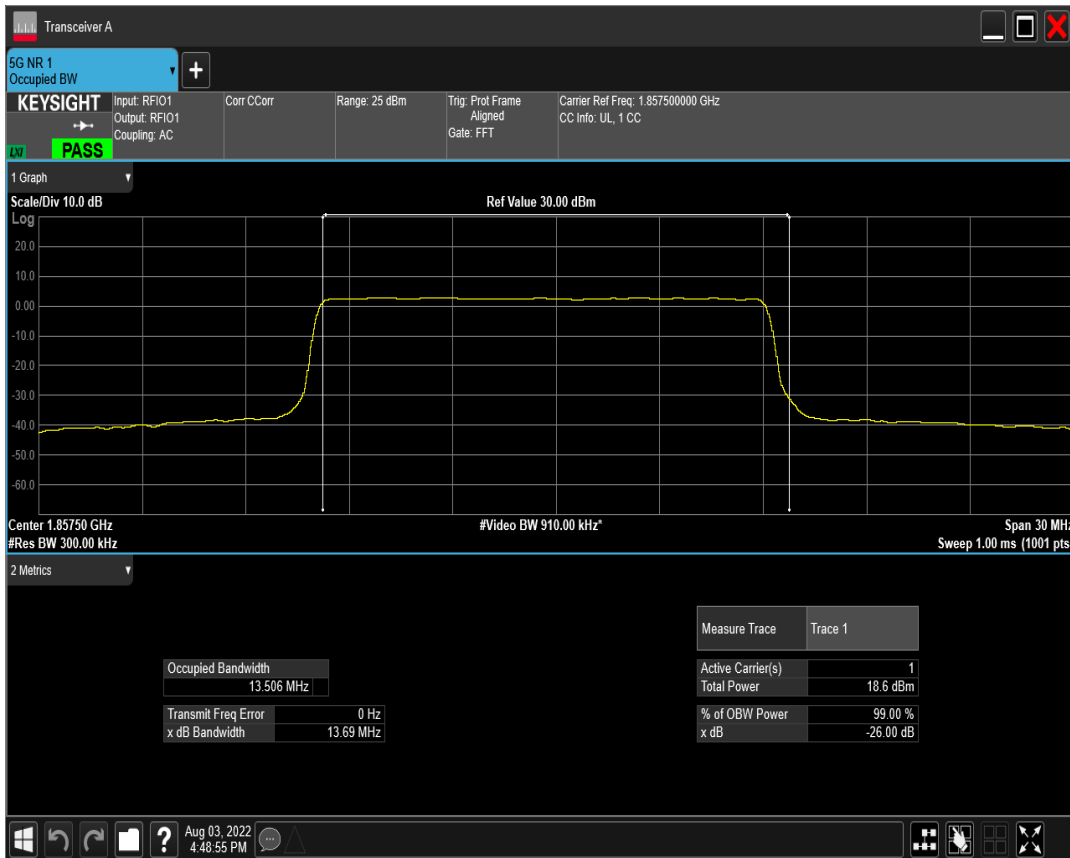 Transceiver A
5G NR 1
Occupied BW
+
KEYSIGHT
LXI
PASS
Input: RFIO1
Output: RFIO1
Coupling: AC
Corr CCorr
Range: 25 dBm
Trig: Prot Frame
Aligned
Gate: FFT
Carrier Ref Freq: 1.857500000 GHz
CC Info: UL, 1 CC
1 Graph
Scale/Div 10.0 dB
Ref Value 30.00 dBm
Log
20.0
10.0
0.00
-10.0
-20.0
-30.0
-40.0
-50.0
-60.0
Center 1.85750 GHz
#Video BW 910.00 kHz*
Span 30 MHz
#Res BW 300.00 kHz
Sweep 1.00 ms (1001 pts
2 Metrics
Measure Trace Trace 1
Occupied Bandwidth
13.506 MHz
Active Carrier(s) 1
Total Power 18.6 dBm
Transmit Freq Error 0 Hz
x dB Bandwidth 13.69 MHz
% of OBW Power 99.00 %
x dB -26.00 dB
?
Aug 03, 2022
4:48:55 PM